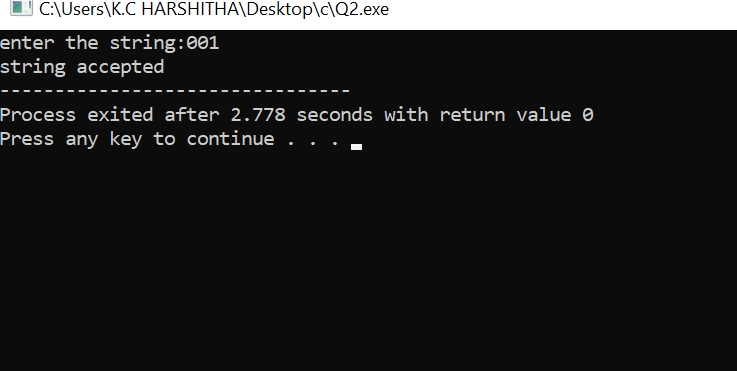 C:\Users\K.C HARSHITHA\Desktop\c\Q2.exe
enter the string:001
string accepted
--------------------------------
Process exited after 2.778 seconds with return value 0
Press any key to continue . . .